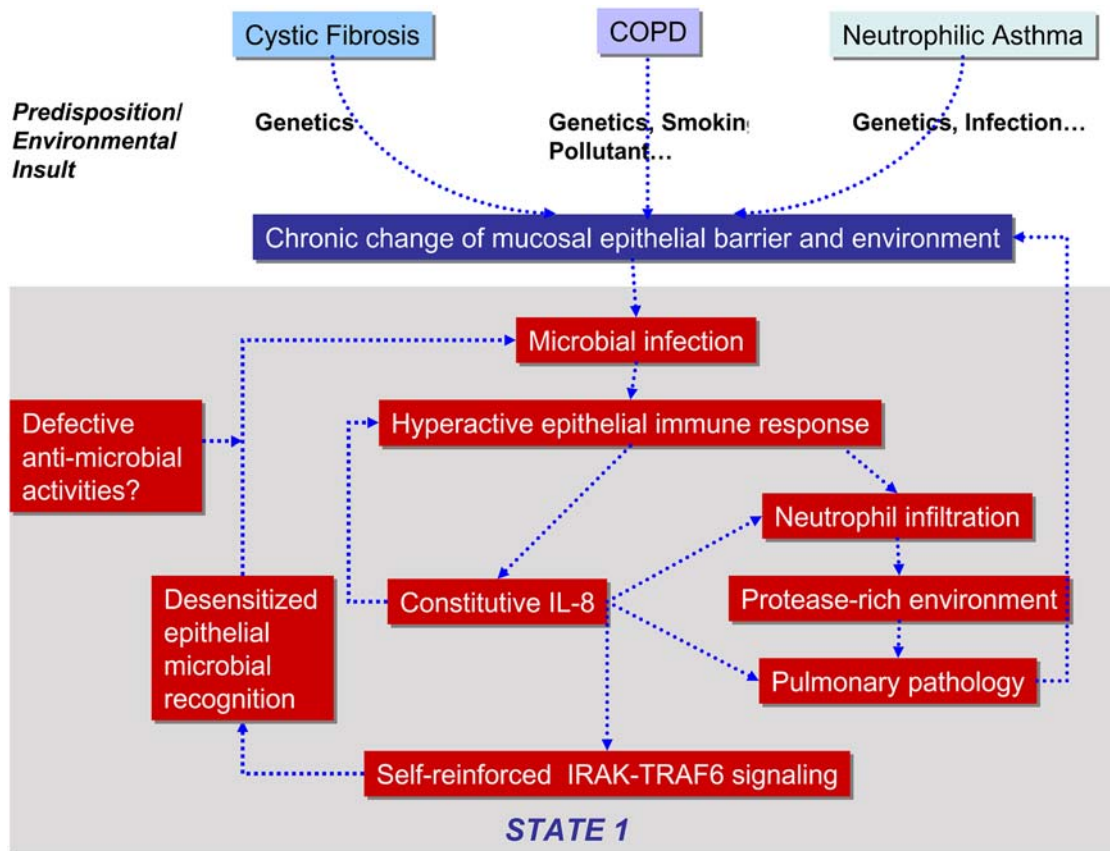 Cystic Fibrosis
COPD
Neutrophilic Asthma
Predisposition/
Environmental
Insult
Genetics
Genetics, Smokin
Pollutant…
Genetics, Infection…
Chronic change of mucosal epithelial barrier and environment
Microbial infection
Hyperactive epithelial immune response
Defective
anti-microbial
activities?
Neutrophil infiltration
Constitutive IL-8
Protease-rich environment
Desensitized
epithelial
microbial
recognition
Pulmonary pathology
Self-reinforced IRAK-TRAF6 signaling
STATE 1